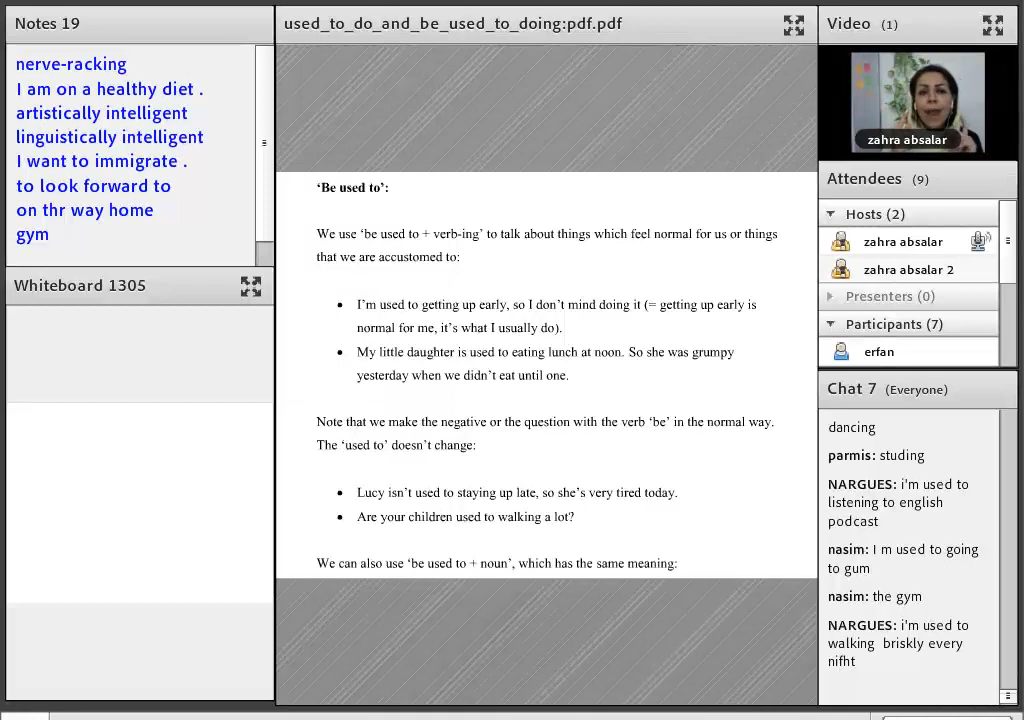 Notes 19
nerve-racking
I am on a healthy diet .
artistically intelligent
linguistically intelligent
I want to immigrate .
to look forward to
on thr way home
gym
Whiteboard 1305
used_to_do_and_be_used_to_doing:pdf.pdf
‘Be used to’:
We use ‘be used to + verb-ing’ to talk about things which feel normal for us or things
that we are accustomed to:
• I’m used to getting up early, so I don’t mind doing it (= getting up early is
normal for me, it’s what I usually do).
• My little daughter is used to eating lunch at noon. So she was grumpy
yesterday when we didn’t eat until one.
Note that we make the negative or the question with the verb ‘be’ in the normal way.
The ‘used to’ doesn’t change:
• Lucy isn’t used to staying up late, so she’s very tired today.
• Are your children used to walking a lot?
We can also use ‘be used to + noun’, which has the same meaning:
Video (1)
zahra absalar
Attendees (9)
Hosts (2)
zahra absalar
zahra absalar 2
Presenters (0)
Participants (7)
erfan
Chat 7 (Everyone)
dancing
parmis: studing
NARGUES: i'm used to
listening to english
podcast
nasim: I m used to going
to gum
nasim: the gym
NARGUES: i'm used to
walking briskly every
nifht